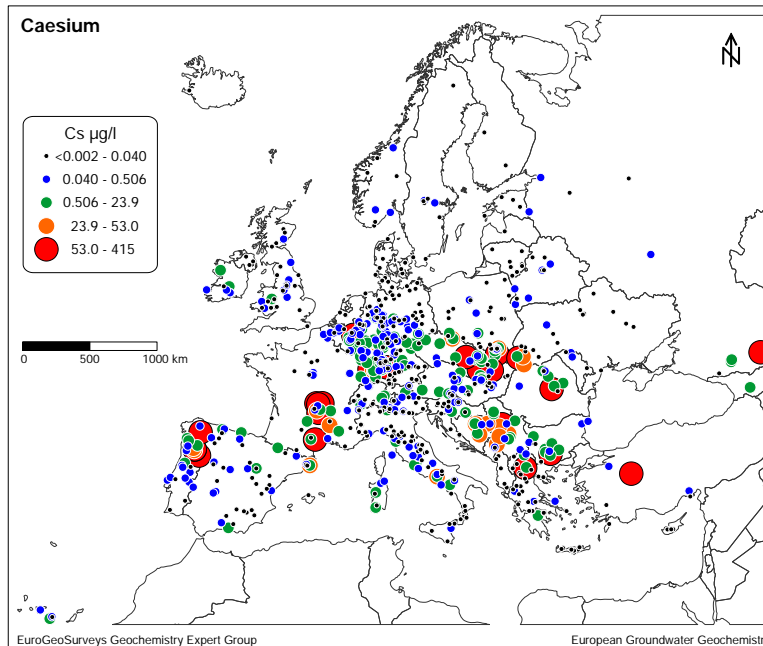 Caesium
N
Cs µg/l
<0.002 - 0.040
0.040 - 0.506
0.506 - 23.9
23.9 - 53.0
53.0 - 415
0 500 1000 km
EuroGeoSurveys Geochemistry Expert Group
European Groundwater Geochemistr